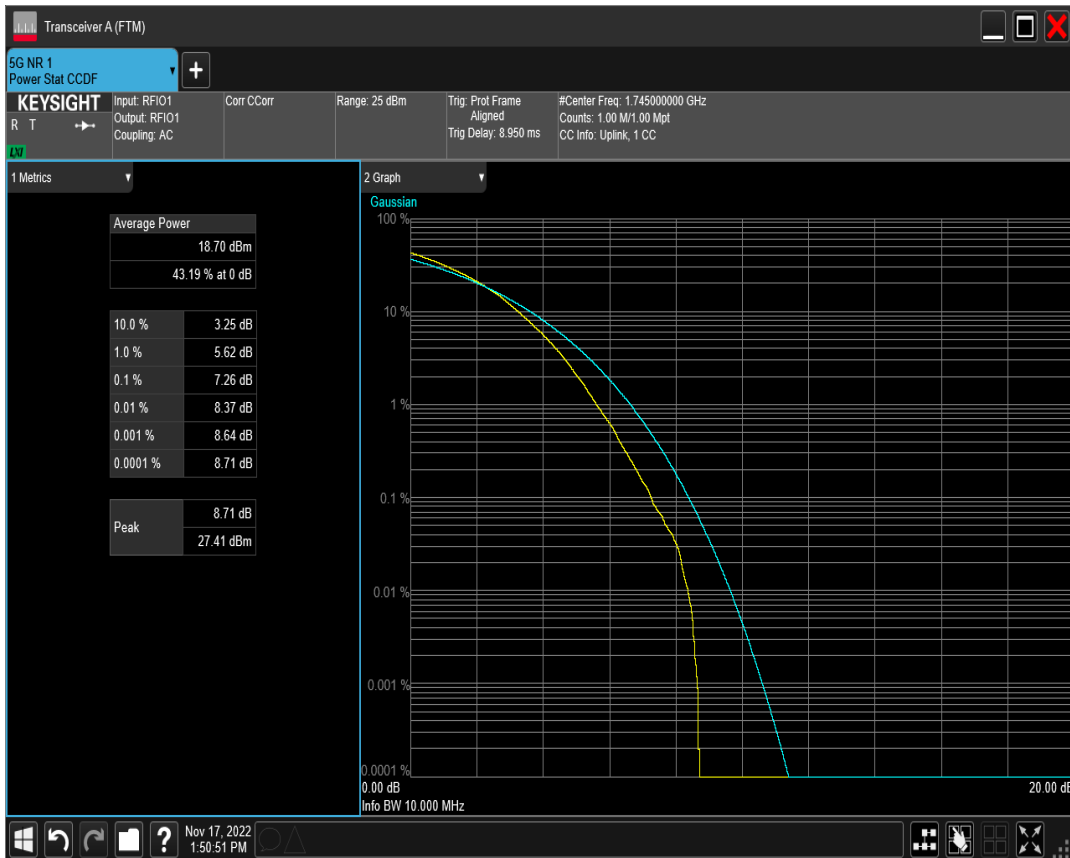 Transceiver A (FTM)
5G NR 1
Power Stat CCDF
+
KEYSIGHT
R T
LXI
Input: RFIO1
Output: RFIO1
Coupling: AC
Corr CCorr
Range: 25 dBm
Trig: Prot Frame
Aligned
Trig Delay: 8.950 ms
#Center Freq: 1.745000000 GHz
Counts: 1.00 M/1.00 Mpt
CC Info: Uplink, 1 CC
1 Metrics
Average Power
18.70 dBm
43.19 % at 0 dB
10.0 % 3.25 dB
1.0 % 5.62 dB
0.1 % 7.26 dB
0.01 % 8.37 dB
0.001 % 8.64 dB
0.0001 % 8.71 dB
Peak
8.71 dB
27.41 dBm
2 Graph
Gaussian
100 %
10 %
1 %
0.1 %
0.01 %
0.001 %
0.0001 %
0.00 dB 20.00 dB
Info BW 10.000 MHz
?
Nov 17, 2022
1:50:51 PM